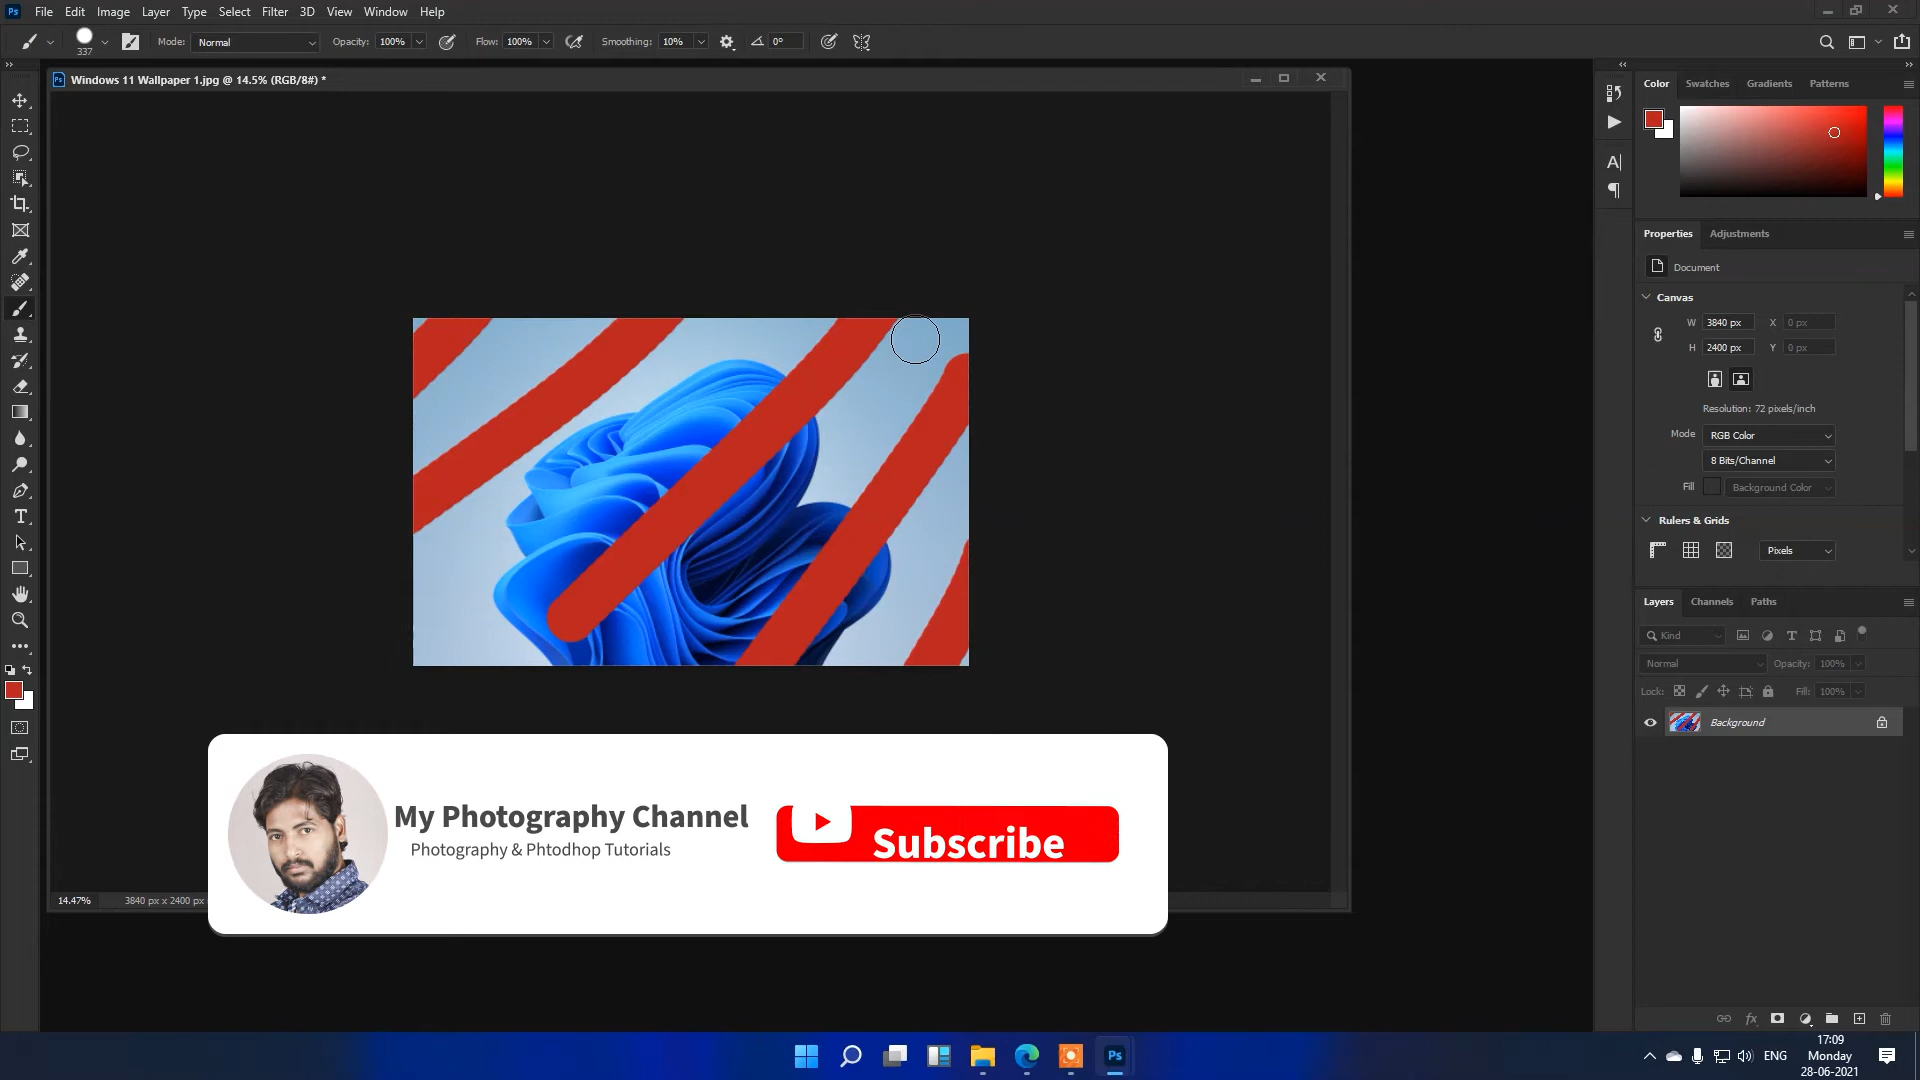 Ps File Edit Image Layer Type Select Filter 3D View Window Help
337 Mode: Normal Opacity: 100% Flow: 100% Smoothing: 10% 0°
Ps Windows 11 Wallpaper 1.jpg @ 14.5% (RGB/8#) *
Color Swatches Gradients Patterns
Properties Adjustments
Document
Canvas
W 3840 px X 0 px
H 2400 px Y 0 px
Resolution: 72 pixels/inch
Mode RGB Color
8 Bits/Channel
Fill Background Color
Rulers & Grids
Pixels
Layers Channels Paths
Kind
Normal Opacity: 100%
Lock: Fill: 100%
Background
My Photography Channel
Photography & Phtodhop Tutorials
Subscribe
14.47% 3840 px x 2400 px
Ps
ENG
17:09
Monday
28-06-2021